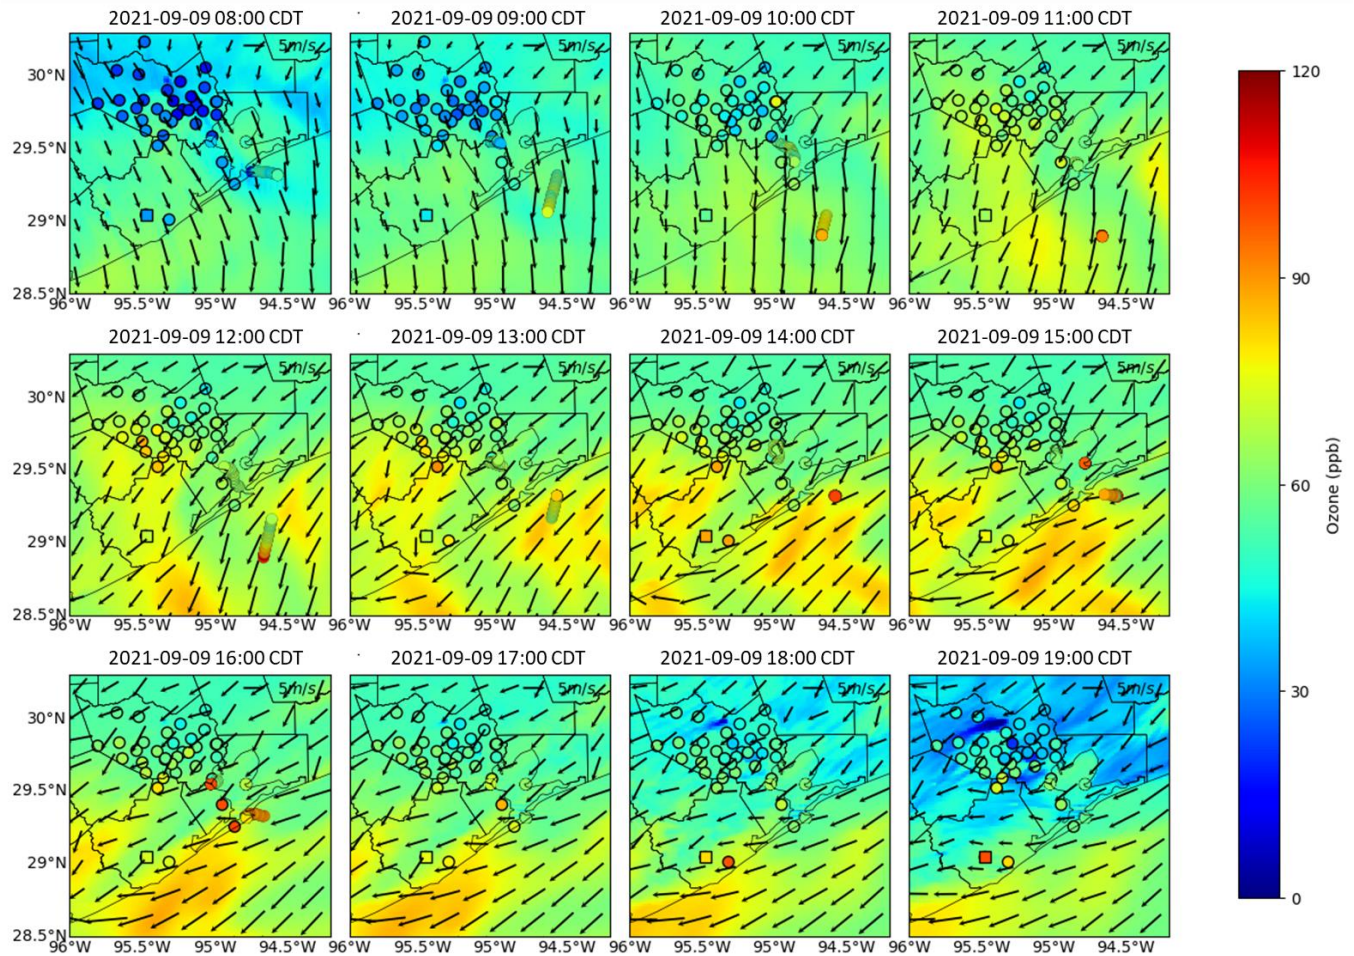 2021-09-09 08:00 CDT 2021-09-09 09:00 CDT 2021-09-09 10:00 CDT 2021-09-09 11:00 CDT
5m/s 5m/s 5m/s 5m/s
30°N
29.5°N
29°N
28.5°N
96°W 95.5°W 95°W 94.5°W 96°W 95.5°W 95°W 94.5°W 96°W 95.5°W 95°W 94.5°W 96°W 95.5°W 95°W 94.5°W
2021-09-09 12:00 CDT 2021-09-09 13:00 CDT 2021-09-09 14:00 CDT 2021-09-09 15:00 CDT
5m/s 5m/s 5m/s 5m/s
30°N
29.5°N
29°N
28.5°N
96°W 95.5°W 95°W 94.5°W 96°W 95.5°W 95°W 94.5°W 96°W 95.5°W 95°W 94.5°W 96°W 95.5°W 95°W 94.5°W
2021-09-09 16:00 CDT 2021-09-09 17:00 CDT 2021-09-09 18:00 CDT 2021-09-09 19:00 CDT
5m/s 5m/s 5m/s 5m/s
30°N
29.5°N
29°N
28.5°N
96°W 95.5°W 95°W 94.5°W 96°W 95.5°W 95°W 94.5°W 96°W 95.5°W 95°W 94.5°W 96°W 95.5°W 95°W 94.5°W
120
90
60
30
0
Ozone (ppb)